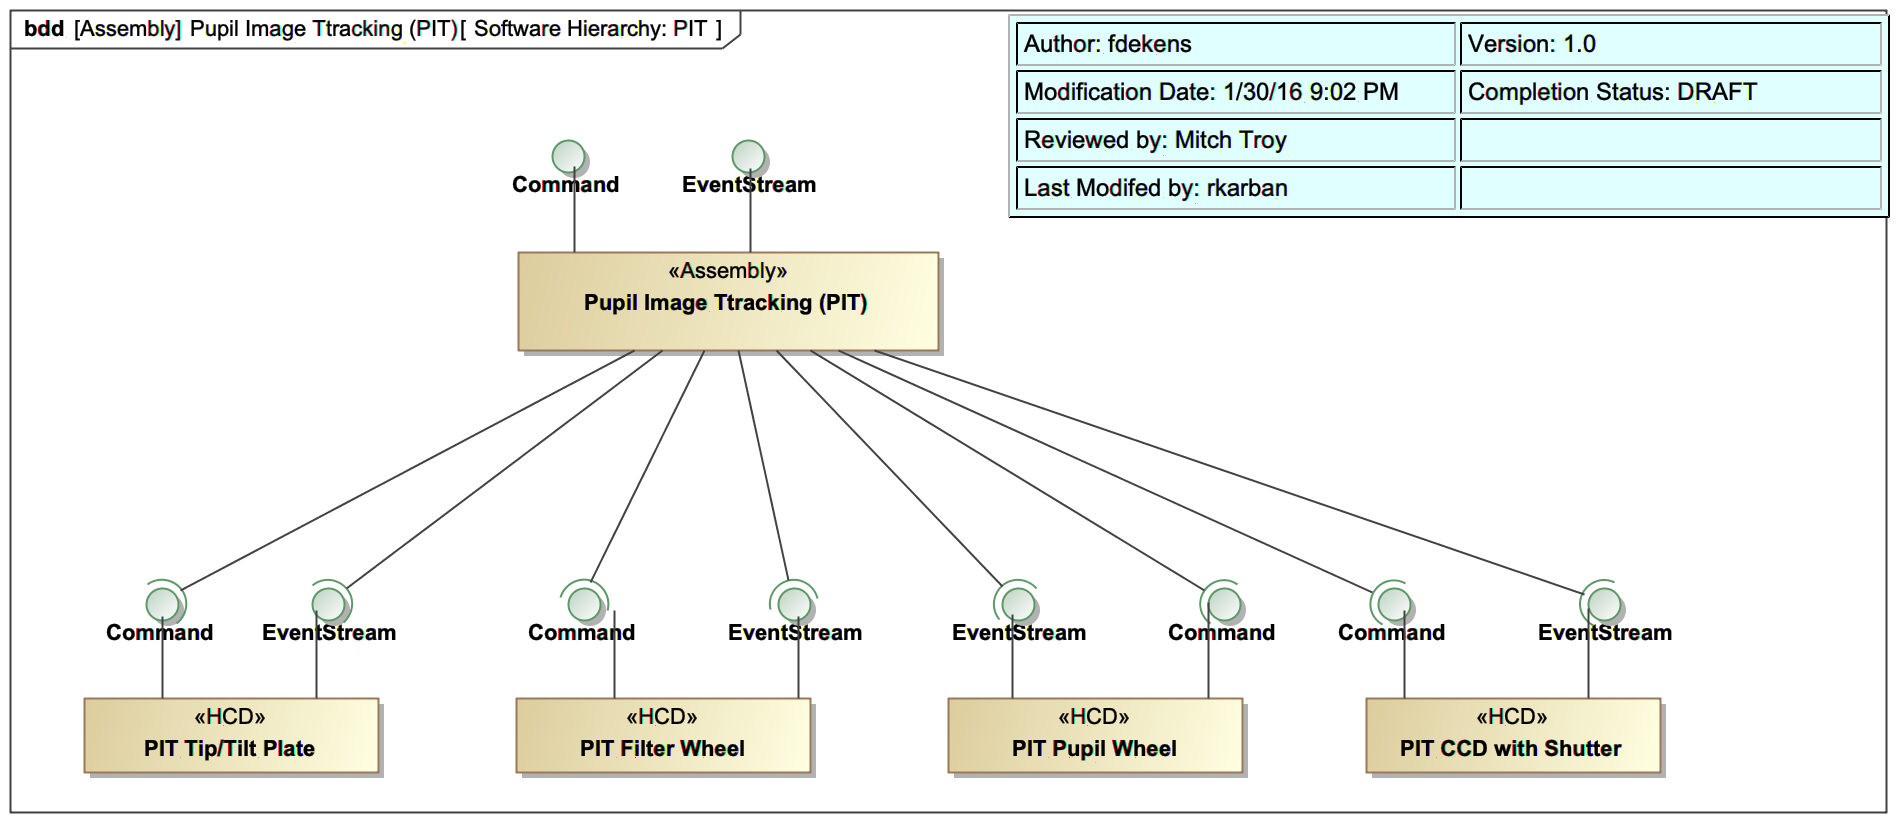 bdd [Assembly] Pupil Image Ttracking (PIT)[ Software Hierarchy: PIT ]
Author: fdekens
Version: 1.0
Modification Date: 1/30/16 9:02 PM
Completion Status: DRAFT
Reviewed by: Mitch Troy
Last Modifed by: rkarban
Command
EventStream
«Assembly»
Pupil Image Ttracking (PIT)
Command
EventStream
Command
EventStream
EventStream
Command
Command
EventStream
«HCD»
PIT Tip/Tilt Plate
«HCD»
PIT Filter Wheel
«HCD»
PIT Pupil Wheel
«HCD»
PIT CCD with Shutter